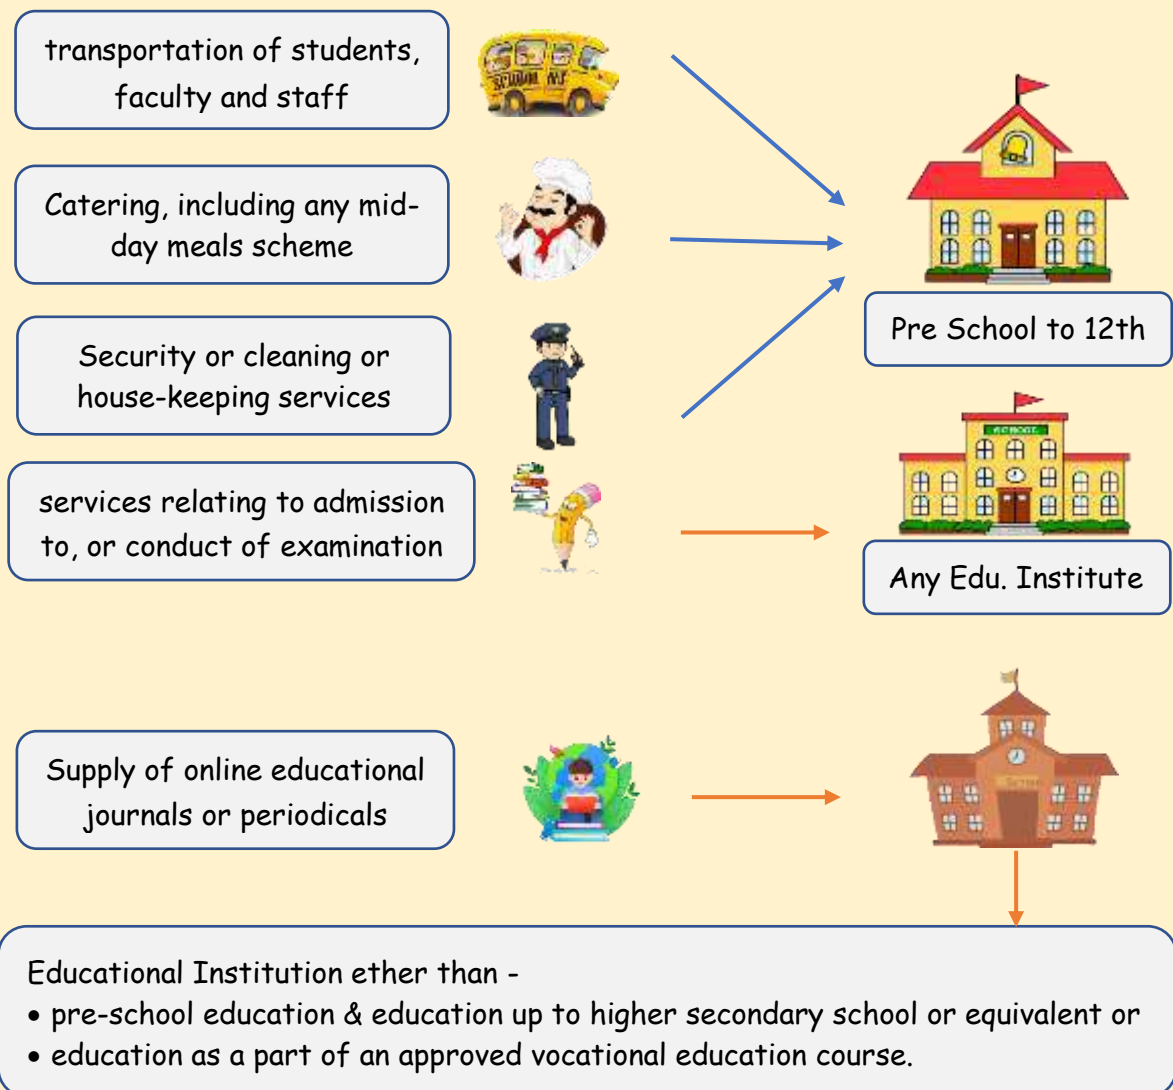 transportation of students,
faculty and staff
SCHOOL
Catering, including any mid-
day meals scheme
Pre School to 12th
Security or cleaning or
house-keeping services
SCHOOL
services relating to admission
to, or conduct of examination
Any Edu. Institute
Supply of online educational
journals or periodicals
Educational Institution ether than -
• pre-school education & education up to higher secondary school or equivalent or
• education as a part of an approved vocational education course.